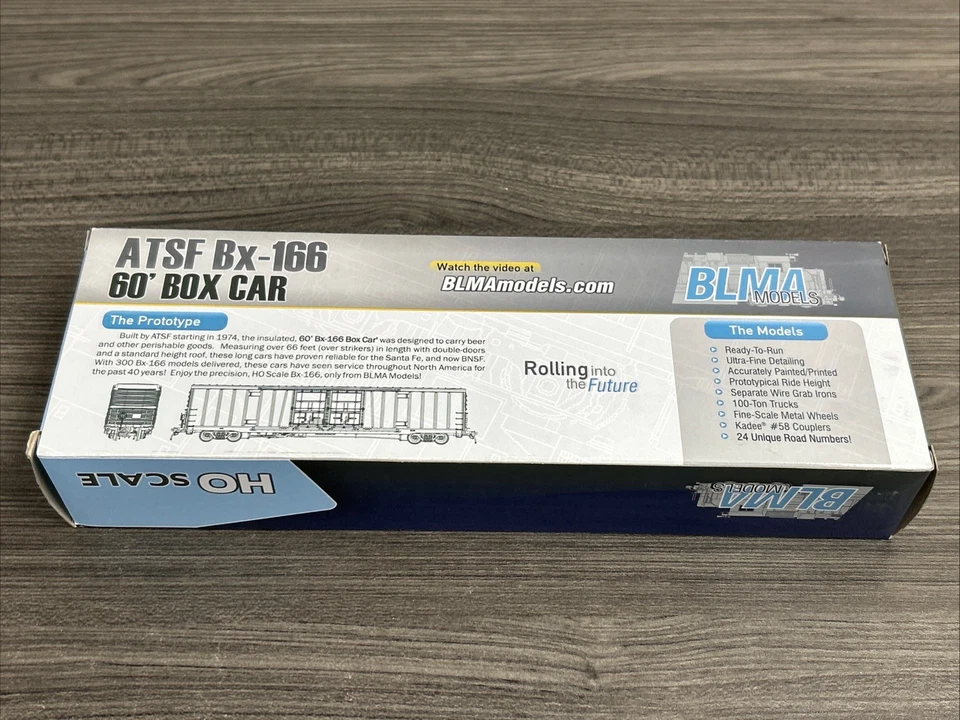 ATSF Bx-166
60' BOX CAR
Watch the video at
BLMAmodels.com
BLMA
MODELS
The Prototype
Built by ATSF starting in 1974, the insulated, 60' Bx-166 Box Car' was designed to carry beer
and other perishable goods. Measuring over 66 feet (over strikers) in length with double-doors
and a standard height roof, these long cars have proven reliable for the Santa Fe, and now BNSF.
With 300 Bx-166 models delivered, these cars have seen service throughout North America for
the past 40 years! Enjoy the precision, HO Scale Bx-166, only from BLMA Models!
Rolling into
the Future
The Models
Ready-To-Run
Ultra-Fine Detailing
Accurately Painted/Printed
Prototypical Ride Height
Separate Wire Grab Irons
100-Ton Trucks
Fine-Scale Metal Wheels
Kadee® #58 Couplers
24 Unique Road Numbers!
HO SCALE
BLMA
MODELS